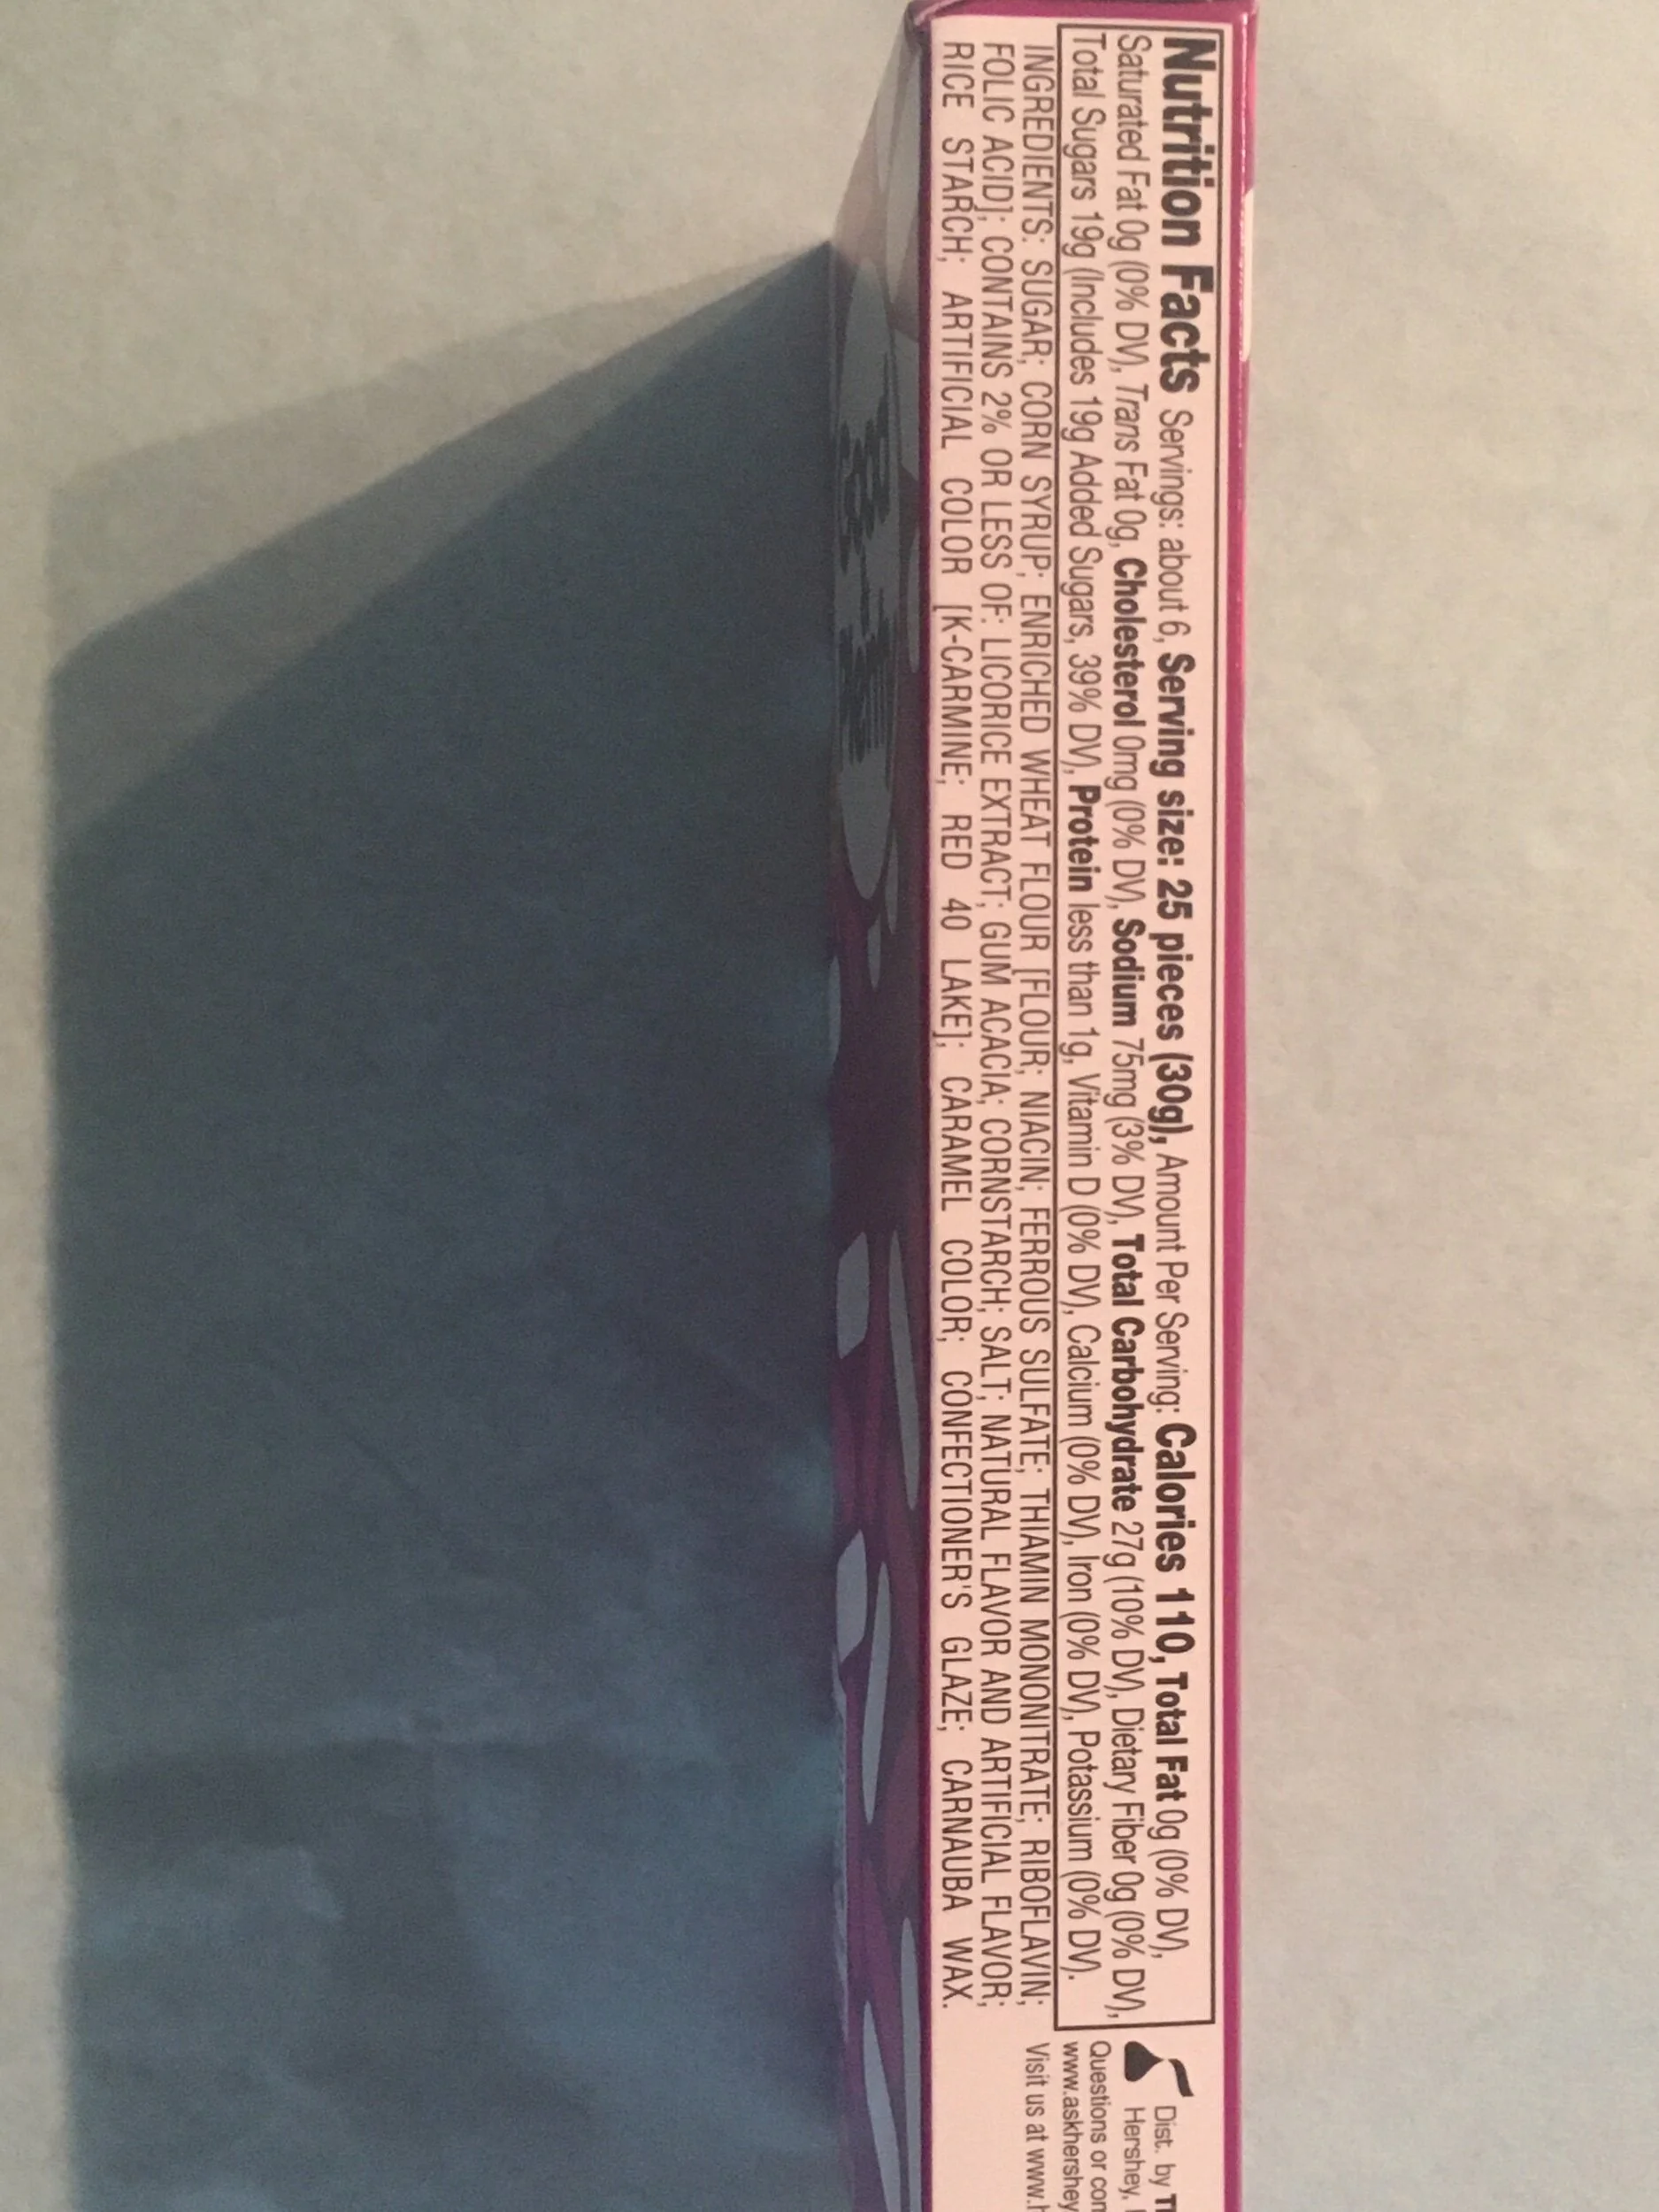 Nutrition Facts Servings: about 6, Serving size: 25 pieces (30g), Amount Per Serving: Calories 110, Total Fat 0g (0% DV),
Saturated Fat 0g (0% DV), Trans Fat 0g, Cholesterol 0mg (0% DV), Sodium 75mg (3% DV), Total Carbohydrate 27g (10% DV), Dietary Fiber 0g (0% DV),
Total Sugars 19g (Includes 19g Added Sugars, 39% DV), Protein less than 1g, Vitamin D (0% DV), Calcium (0% DV), Iron (0% DV), Potassium (0% DV).
INGREDIENTS: SUGAR; CORN SYRUP; ENRICHED WHEAT FLOUR [FLOUR; NIACIN; FERROUS SULFATE; THIAMIN MONONITRATE; RIBOFLAVIN;
FOLIC ACID]; CONTAINS 2% OR LESS OF: LICORICE EXTRACT; GUM ACACIA; CORNSTARCH; SALT; NATURAL FLAVOR AND ARTIFICIAL FLAVOR;
RICE STARCH; ARTIFICIAL COLOR [K-CARMINE; RED 40 LAKE]; CARAMEL COLOR; CONFECTIONER'S GLAZE; CARNAUBA WAX.
Dist. by
Hershey,
Questions or
www.askhershey
Visit us at www.